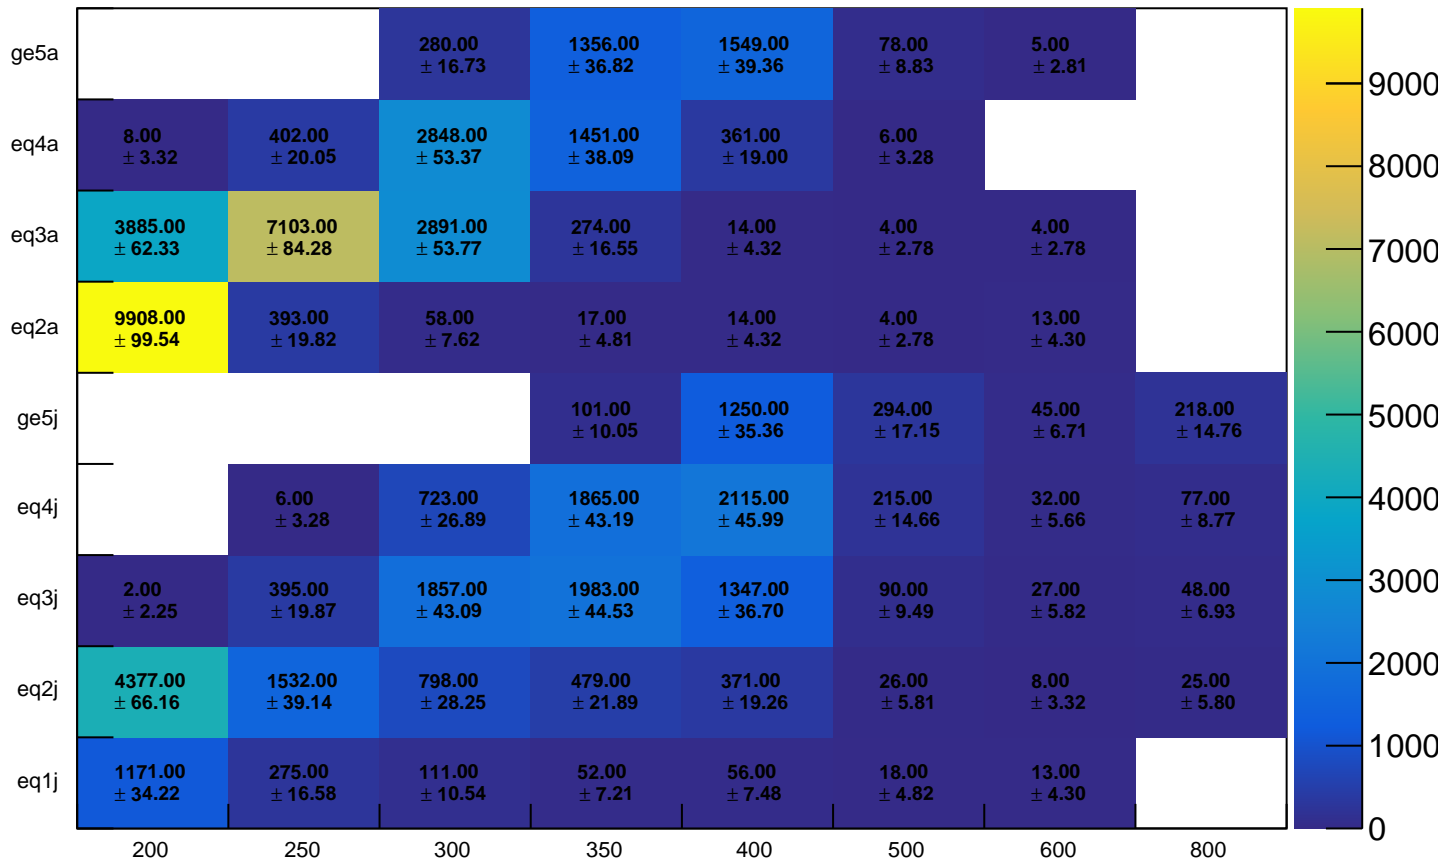 ge5a 280.00 1356.00 1549.00 78.00 5.00
± 16.73 ± 36.82 ± 39.36 ± 8.83 ± 2.81
eq4a 8.00 402.00 2848.00 1451.00 361.00 6.00
± 3.32 ± 20.05 ± 53.37 ± 38.09 ± 19.00 ± 3.28
eq3a 3885.00 7103.00 2891.00 274.00 14.00 4.00 4.00
± 62.33 ± 84.28 ± 53.77 ± 16.55 ± 4.32 ± 2.78 ± 2.78
eq2a 9908.00 393.00 58.00 17.00 14.00 4.00 13.00
± 99.54 ± 19.82 ± 7.62 ± 4.81 ± 4.32 ± 2.78 ± 4.30
ge5j 101.00 1250.00 294.00 45.00 218.00
± 10.05 ± 35.36 ± 17.15 ± 6.71 ± 14.76
eq4j 6.00 723.00 1865.00 2115.00 215.00 32.00 77.00
± 3.28 ± 26.89 ± 43.19 ± 45.99 ± 14.66 ± 5.66 ± 8.77
eq3j 2.00 395.00 1857.00 1983.00 1347.00 90.00 27.00 48.00
± 2.25 ± 19.87 ± 43.09 ± 44.53 ± 36.70 ± 9.49 ± 5.82 ± 6.93
eq2j 4377.00 1532.00 798.00 479.00 371.00 26.00 8.00 25.00
± 66.16 ± 39.14 ± 28.25 ± 21.89 ± 19.26 ± 5.81 ± 3.32 ± 5.80
eq1j 1171.00 275.00 111.00 52.00 56.00 18.00 13.00
± 34.22 ± 16.58 ± 10.54 ± 7.21 ± 7.48 ± 4.82 ± 4.30
200 250 300 350 400 500 600 800
9000
8000
7000
6000
5000
4000
3000
2000
1000
0